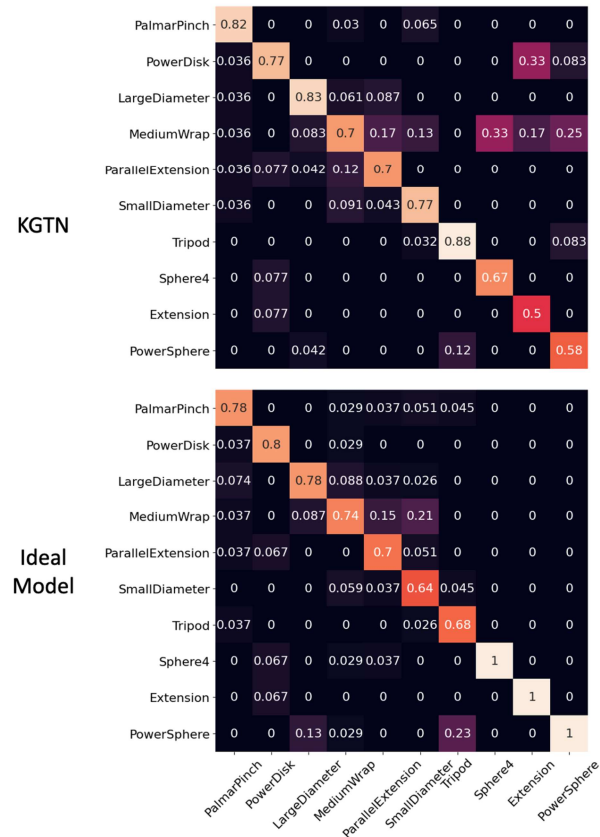 KGTN
PalmarPinch 0.82 0 0 0.03 0 0.065 0 0 0 0
PowerDisk 0.036 0.77 0 0 0 0 0 0 0.33 0.083
LargeDiameter 0.036 0 0.83 0.061 0.087 0 0 0 0 0
MediumWrap 0.036 0 0.083 0.7 0.17 0.13 0 0.33 0.17 0.25
ParallelExtension 0.036 0.077 0.042 0.12 0.7 0 0 0 0 0
SmallDiameter 0.036 0 0 0.091 0.043 0.77 0 0 0 0
Tripod 0 0 0 0 0 0.032 0.88 0 0 0.083
Sphere4 0 0.077 0 0 0 0 0 0.67 0 0
Extension 0 0.077 0 0 0 0 0 0 0.5 0
PowerSphere 0 0 0.042 0 0 0 0.12 0 0 0.58
Ideal
Model
PalmarPinch 0.78 0 0 0.029 0.037 0.051 0.045 0 0 0
PowerDisk 0.037 0.8 0 0.029 0 0 0 0 0 0
LargeDiameter 0.074 0 0.78 0.088 0.037 0.026 0 0 0 0
MediumWrap 0.037 0 0.087 0.74 0.15 0.21 0 0 0 0
ParallelExtension 0.037 0.067 0 0 0.7 0.051 0 0 0 0
SmallDiameter 0 0 0 0.059 0.037 0.64 0.045 0 0 0
Tripod 0.037 0 0 0 0 0.026 0.68 0 0 0
Sphere4 0 0.067 0 0.029 0.037 0 0 1 0 0
Extension 0 0.067 0 0 0 0 0 0 1 0
PowerSphere 0 0 0.13 0.029 0 0 0.23 0 0 1
PalmarPinch PowerDisk LargeDiameter MediumWrap ParallelExtension SmallDiameter Tripod Sphere4 Extension PowerSphere